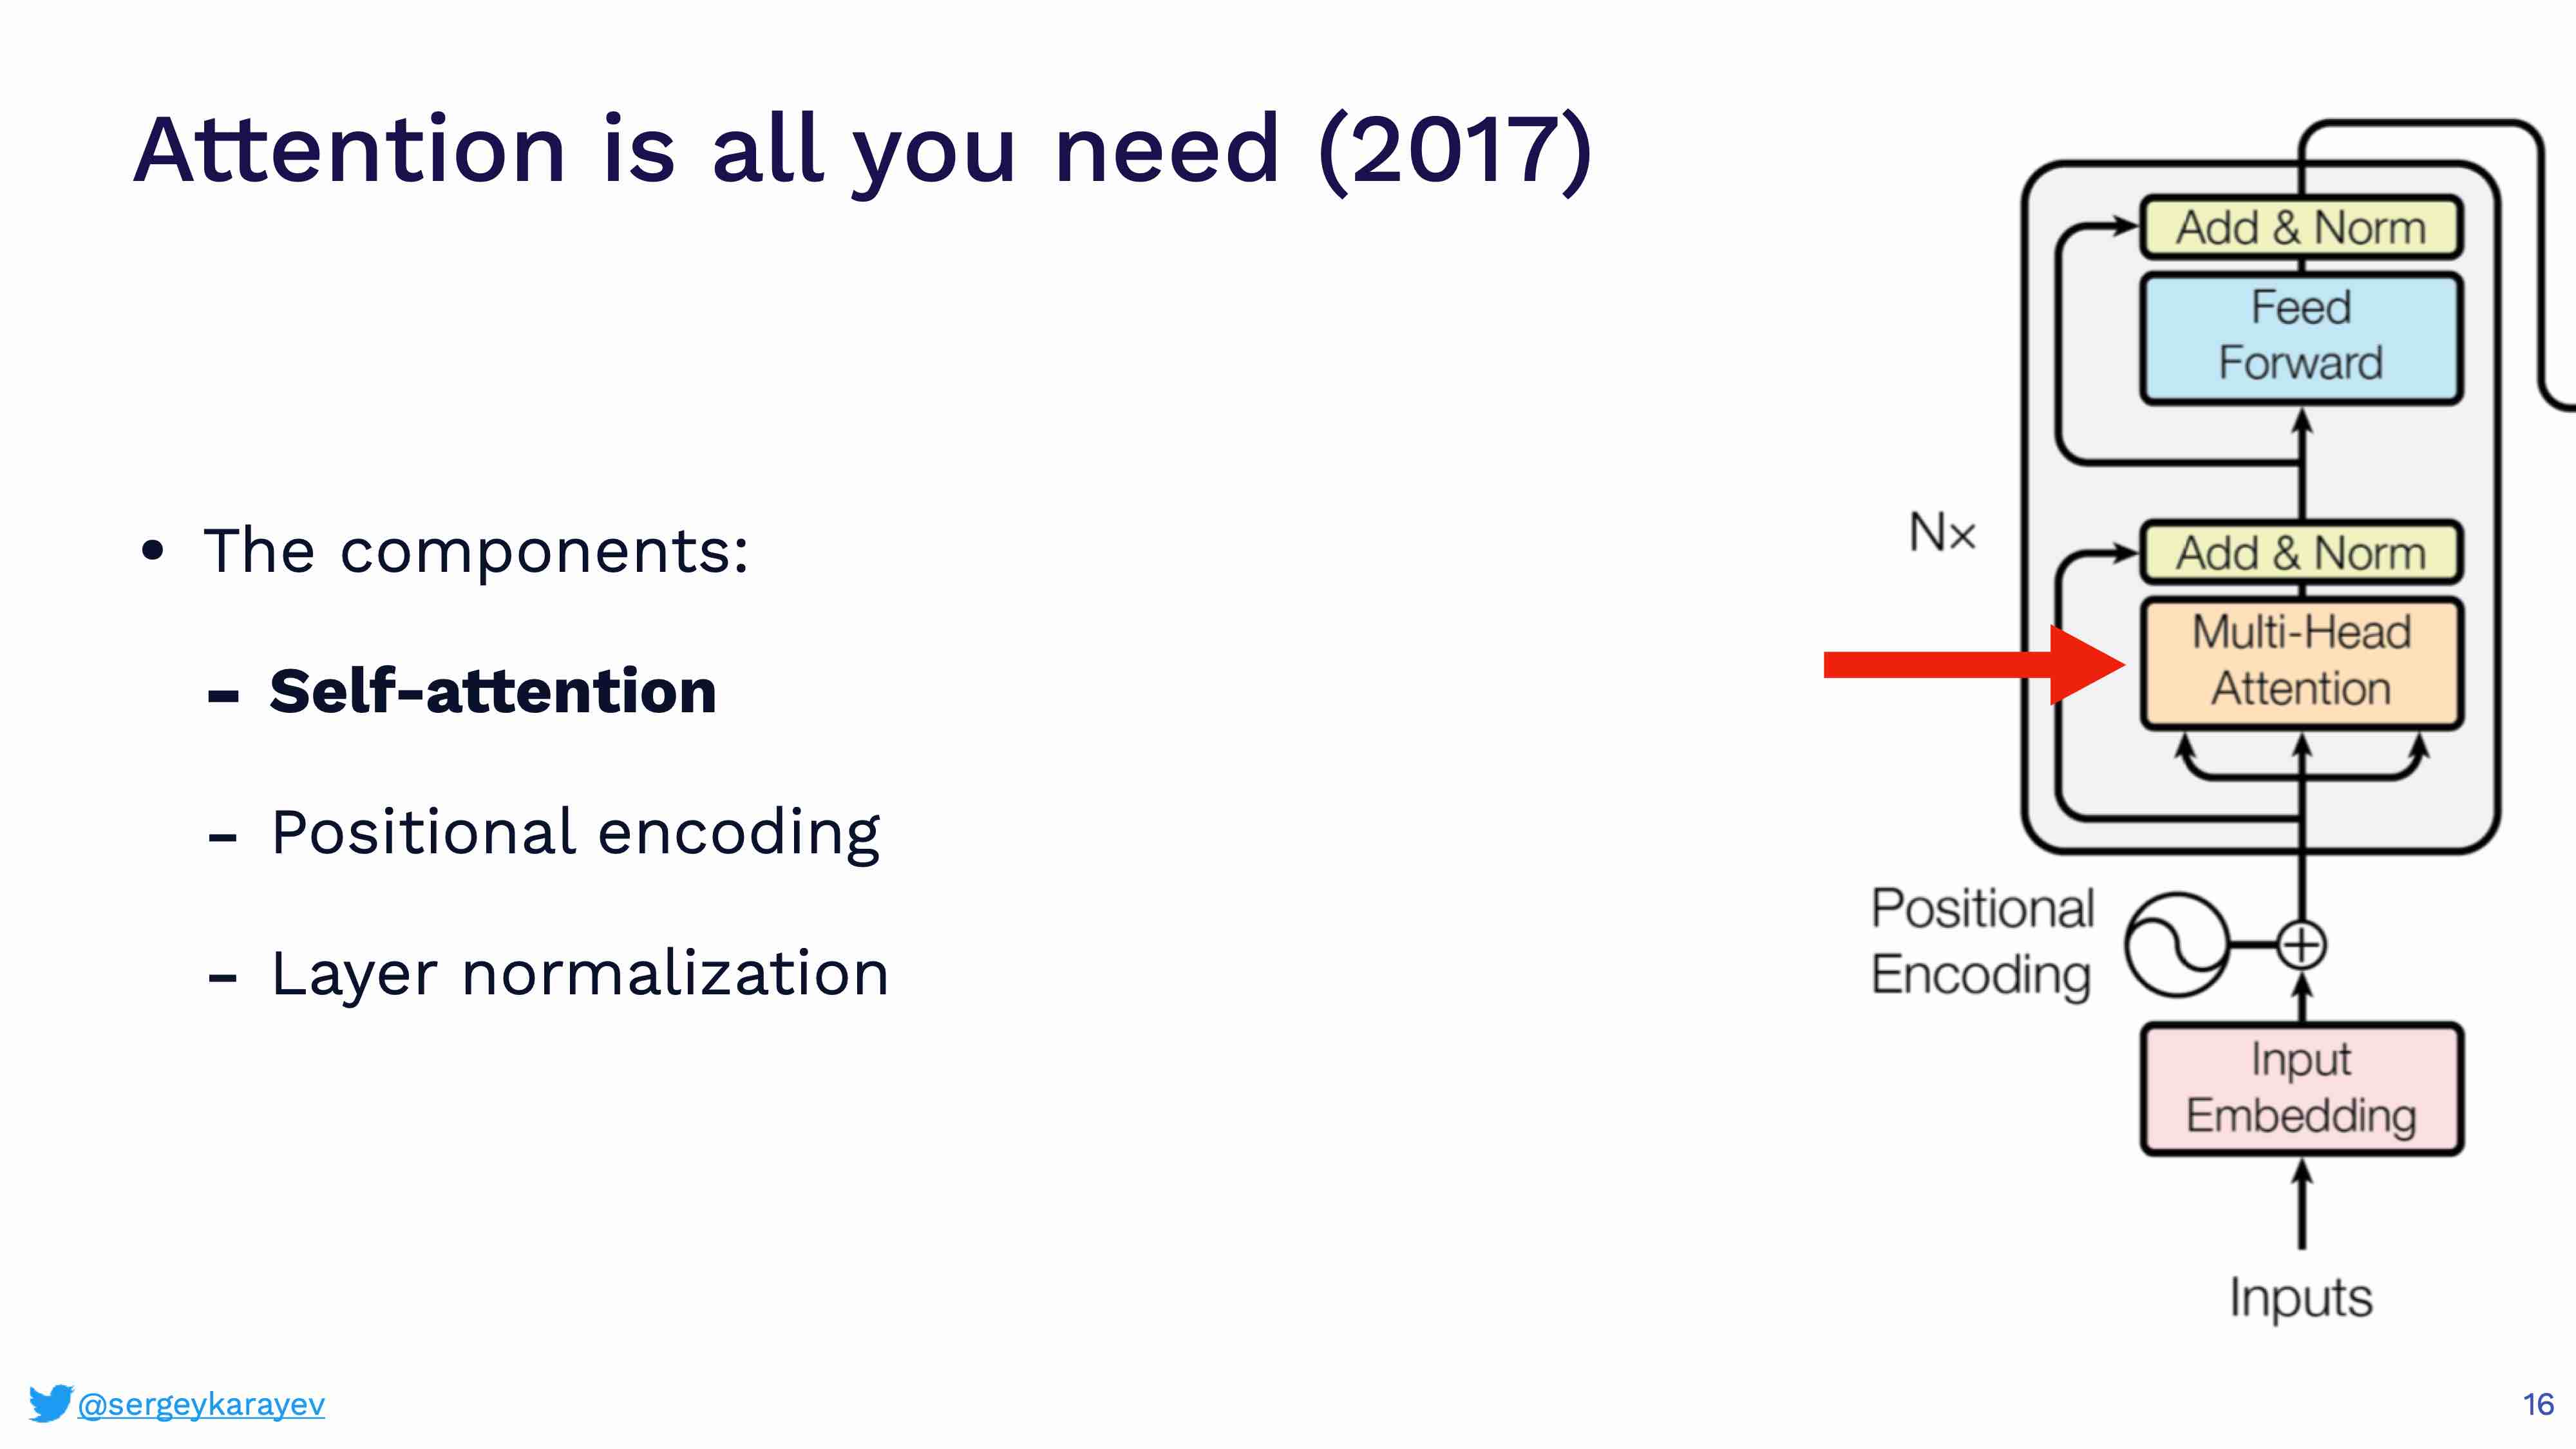 Attention is all you need (2017)
• The components:
- Self-attention
- Positional encoding
- Layer normalization
Add & Norm
Feed
Forward
N×
Add & Norm
Multi-Head
Attention
Positional
Encoding
Input
Embedding
Inputs
@sergeykarayev
16